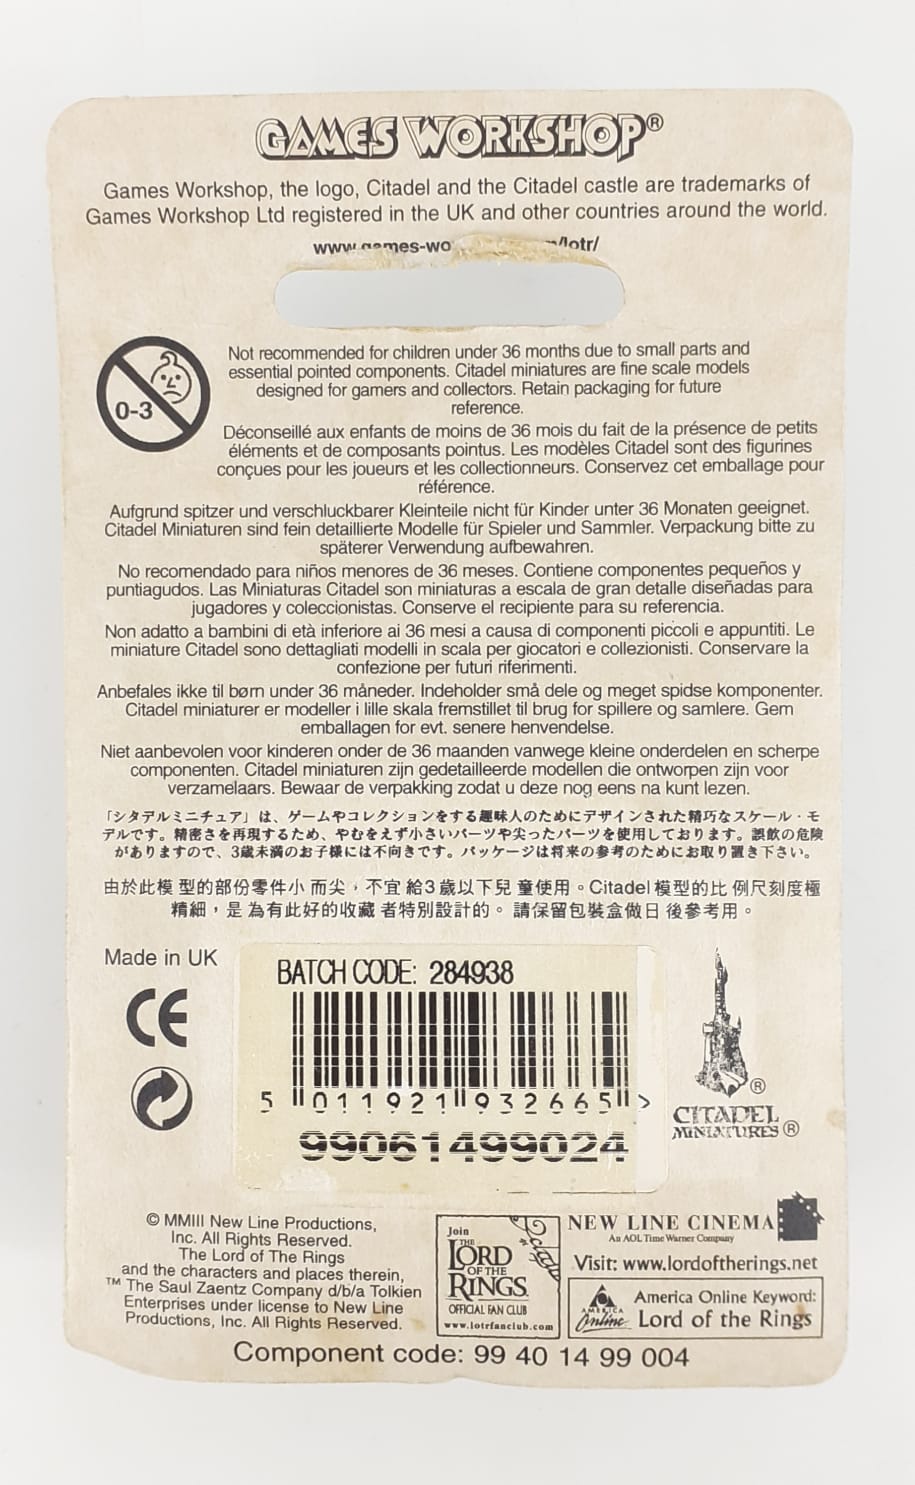 GAMES WORKSHOP®
Games Workshop, the logo, Citadel and the Citadel castle are trademarks of
Games Workshop Ltd registered in the UK and other countries around the world.
/lotr/
0-3
Not recommended for children under 36 months due to small parts and
essential pointed components. Citadel miniatures are fine scale models
designed for gamers and collectors. Retain packaging for future
reference.
Déconseillé aux enfants de moins de 36 mois du fait de la présence de petits
éléments et de composants pointus. Les modèles Citadel sont des figurines
conçues pour les joueurs et les collectionneurs. Conservez cet emballage pour
référence.
Aufgrund spitzer und verschluckbarer Kleinteile nicht für Kinder unter 36 Monaten geeignet.
Citadel Miniaturen sind fein detaillierte Modelle für Spieler und Sammler. Verpackung bitte zu
späterer Verwendung aufbewahren.
No recomendado para niños menores de 36 meses. Contiene componentes pequeños y
puntiagudos. Las Miniaturas Citadel son miniaturas a escala de gran detalle diseñadas para
jugadores y coleccionistas. Conserve el recipiente para su referencia.
Non adatto a bambini di età inferiore ai 36 mesi a causa di componenti piccoli e appuntiti. Le
miniature Citadel sono dettagliati modelli in scala per giocatori e collezionisti. Conservare la
confezione per futuri riferimenti.
Anbefales ikke til børn under 36 måneder. Indeholder små dele og meget spidse komponenter.
Citadel miniaturer er modeller i lille skala fremstillet til brug for spillere og samlere. Gem
emballagen for evt. senere henvendelse.
Niet aanbevolen voor kinderen onder de 36 maanden vanwege kleine onderdelen en scherpe
componenten. Citadel miniaturen zijn gedetailleerde modellen die ontworpen zijn voor
verzamelaars. Bewaar de verpakking zodat u deze nog eens na kunt lezen.
「シタデルミニチュア」は、ゲームやコレクションをする趣味人のためにデザインされた精巧なスケール・モ
デルです。精密さを再現するため、やむをえず小さいパーツや尖ったパーツを使用しております。誤飲の危険
がありますので、3歳未満のお子様には不向きです。パッケージは将来の参考のためにお取り置き下さい。
由於此模型的部份零件小而尖，不宜給3歲以下兒童使用。Citadel模型的比例尺刻度極
精細，是為有此好的收藏者特別設計的。請保留包裝盒做日後參考用。
Made in UK
CE
BATCH CODE: 284938
5 011921 932665 >
99061499024
®
CITADEL
MINIATURES ®
© MMIII New Line Productions,
Inc. All Rights Reserved.
The Lord of The Rings
and the characters and places therein,
™ The Saul Zaentz Company d/b/a Tolkien
Enterprises under license to New Line
Productions, Inc. All Rights Reserved.
Join
THE
LORD
OF THE
RINGS
OFFICIAL FAN CLUB
www.lotrfanclub.com
NEW LINE CINEMA
An AOL Time Warner Company
Visit: www.lordoftherings.net
AMERICA
Online
America Online Keyword:
Lord of the Rings
Component code: 99 40 14 99 004